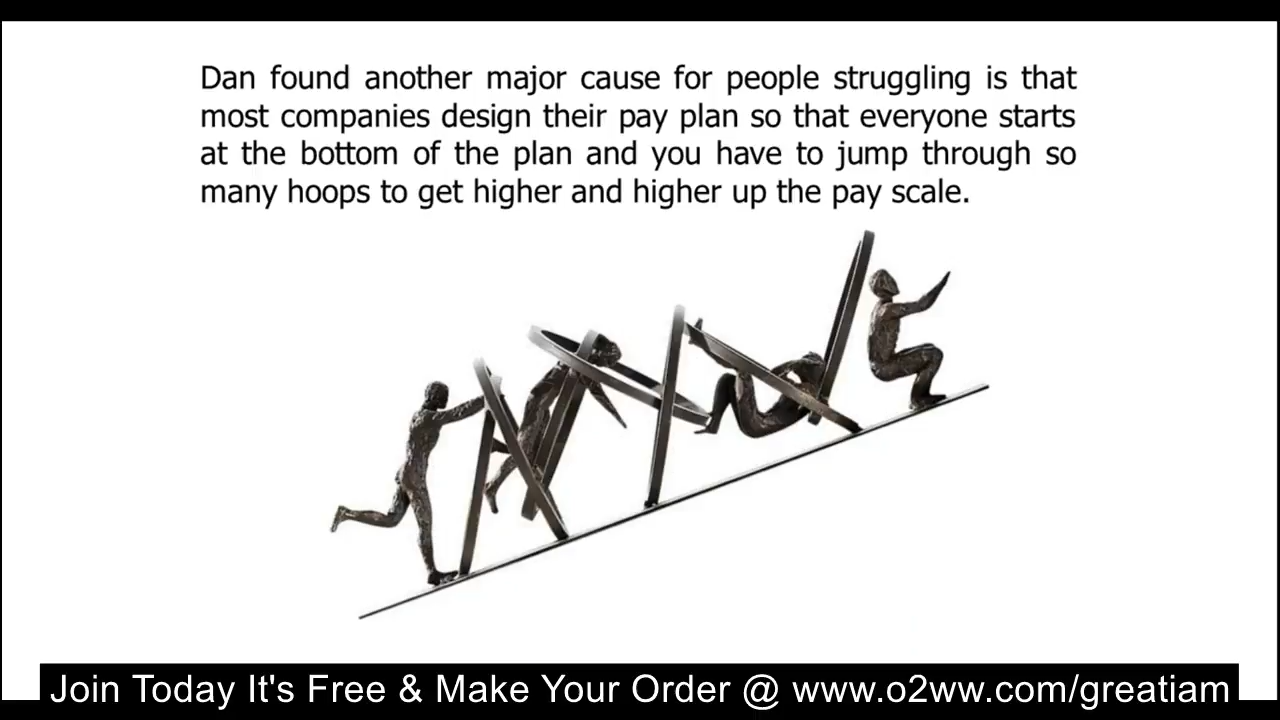 Dan found another major cause for people struggling is that
most companies design their pay plan so that everyone starts
at the bottom of the plan and you have to jump through so
many hoops to get higher and higher up the pay scale.
Join Today It's Free & Make Your Order @ www.o2ww.com/greatiam